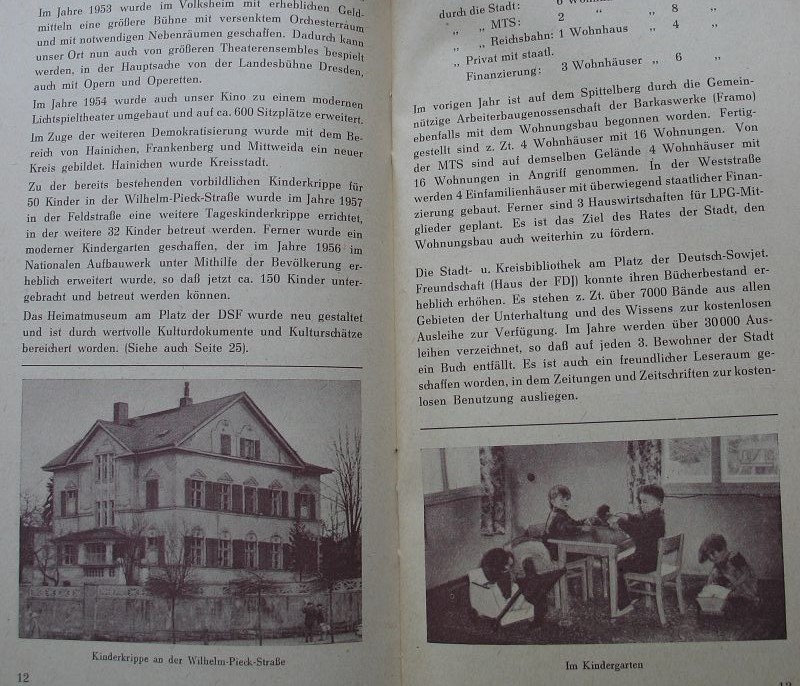 Im Jahre 1953 wurde im Volksheim mit erheblichen Geld-
mitteln eine größere Bühne mit versenktem Orchesterraum
und mit notwendigen Nebenräumen geschaffen. Dadurch kann
unser Ort nun auch von größeren Theaterensembles bespielt
werden, in der Hauptsache von der Landesbühne Dresden,
auch mit Opern und Operetten.
Im Jahre 1954 wurde auch unser Kino zu einem modernen
Lichtspieltheater umgebaut und auf ca. 600 Sitzplätze erweitert.
Im Zuge der weiteren Demokratisierung wurde mit dem Be-
reich von Hainichen, Frankenberg und Mittweida ein neuer
Kreis gebildet. Hainichen wurde Kreisstadt.
Zu der bereits bestehenden vorbildlichen Kinderkrippe für
50 Kinder in der Wilhelm-Pieck-Straße wurde im Jahre 1957
in der Feldstraße eine weitere Tageskinderkrippe errichtet,
in der weitere 32 Kinder betreut werden. Ferner wurde ein
moderner Kindergarten geschaffen, der im Jahre 1956 im
Nationalen Aufbauwerk unter Mithilfe der Bevölkerung er-
heblich erweitert wurde, so daß jetzt ca. 150 Kinder unter-
gebracht und betreut werden können.
Das Heimatmuseum am Platz der DSF wurde neu gestaltet
und ist durch wertvolle Kulturdokumente und Kulturschätze
bereichert worden. (Siehe auch Seite 25).
Kinderkrippe an der Wilhelm-Pieck-Straße
12
durch die Stadt: 6
„ „ MTS: 2 „ „ 8 „
„ „ Reichsbahn: 1 Wohnhaus „ 4 „
„ Privat mit staatl.
Finanzierung: 3 Wohnhäuser „ 6 „
Im vorigen Jahr ist auf dem Spittelberg durch die Gemein-
nützige Arbeiterbaugenossenschaft der Barkaswerke (Framo)
ebenfalls mit dem Wohnungsbau begonnen worden. Fertig-
gestellt sind z. Zt. 4 Wohnhäuser mit 16 Wohnungen. Von
der MTS sind auf demselben Gelände 4 Wohnhäuser mit
16 Wohnungen in Angriff genommen. In der Weststraße
werden 4 Einfamilienhäuser mit überwiegend staatlicher Finan-
zierung gebaut. Ferner sind 3 Hauswirtschaften für LPG-Mit-
glieder geplant. Es ist das Ziel des Rates der Stadt, den
Wohnungsbau auch weiterhin zu fördern.
Die Stadt- u. Kreisbibliothek am Platz der Deutsch-Sowjet.
Freundschaft (Haus der FDJ) konnte ihren Bücherbestand er-
heblich erhöhen. Es stehen z. Zt. über 7000 Bände aus allen
Gebieten der Unterhaltung und des Wissens zur kostenlosen
Ausleihe zur Verfügung. Im Jahre werden über 30000 Aus-
leihen verzeichnet, so daß auf jeden 3. Bewohner der Stadt
ein Buch entfällt. Es ist auch ein freundlicher Leseraum ge-
schaffen worden, in dem Zeitungen und Zeitschriften zur kosten-
losen Benutzung ausliegen.
Im Kindergarten